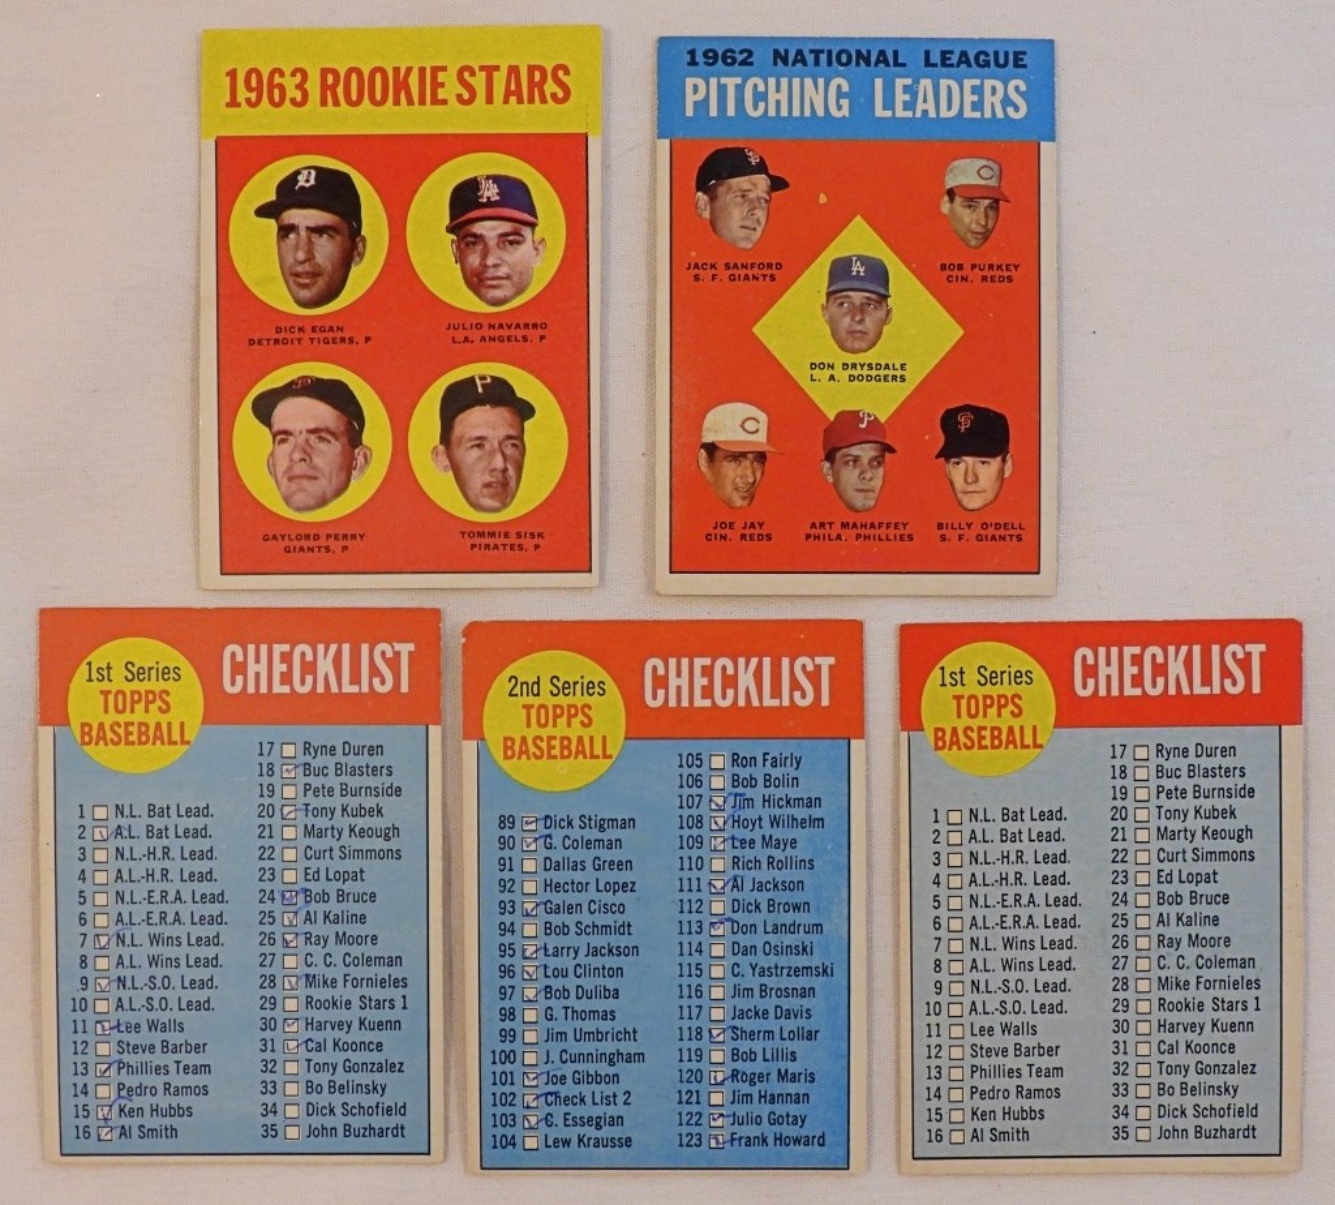 1963 ROOKIE STARS
DICK EGAN
DETROIT TIGERS, P
JULIO NAVARRO
L.A. ANGELS, P
GAYLORD PERRY
GIANTS, P
TOMMIE SISK
PIRATES, P
1962 NATIONAL LEAGUE
PITCHING LEADERS
JACK SANFORD
S. F. GIANTS
BOB PURKEY
CIN. REDS
DON DRYSDALE
L. A. DODGERS
JOE JAY
CIN. REDS
ART MAHAFFEY
PHILA. PHILLIES
BILLY O'DELL
S. F. GIANTS
1st Series
TOPPS
BASEBALL
CHECKLIST
1 N.L. Bat Lead.
2 A.L. Bat Lead.
3 N.L.-H.R. Lead.
4 A.L.-H.R. Lead.
5 N.L.-E.R.A. Lead.
6 A.L.-E.R.A. Lead.
7 N.L. Wins Lead.
8 A.L. Wins Lead.
9 N.L.-S.O. Lead.
10 A.L.-S.O. Lead.
11 Lee Walls
12 Steve Barber
13 Phillies Team
14 Pedro Ramos
15 Ken Hubbs
16 Al Smith
17 Ryne Duren
18 Buc Blasters
19 Pete Burnside
20 Tony Kubek
21 Marty Keough
22 Curt Simmons
23 Ed Lopat
24 Bob Bruce
25 Al Kaline
26 Ray Moore
27 C. C. Coleman
28 Mike Fornieles
29 Rookie Stars 1
30 Harvey Kuenn
31 Cal Koonce
32 Tony Gonzalez
33 Bo Belinsky
34 Dick Schofield
35 John Buzhardt
2nd Series
TOPPS
BASEBALL
CHECKLIST
89 Dick Stigman
90 G. Coleman
91 Dallas Green
92 Hector Lopez
93 Galen Cisco
94 Bob Schmidt
95 Larry Jackson
96 Lou Clinton
97 Bob Duliba
98 G. Thomas
99 Jim Umbricht
100 J. Cunningham
101 Joe Gibbon
102 Check List 2
103 C. Essegian
104 Lew Krausse
105 Ron Fairly
106 Bob Bolin
107 Jim Hickman
108 Hoyt Wilhelm
109 Lee Maye
110 Rich Rollins
111 Al Jackson
112 Dick Brown
113 Don Landrum
114 Dan Osinski
115 C. Yastrzemski
116 Jim Brosnan
117 Jacke Davis
118 Sherm Lollar
119 Bob Lillis
120 Roger Maris
121 Jim Hannan
122 Julio Gotay
123 Frank Howard
1st Series
TOPPS
BASEBALL
CHECKLIST
1 N.L. Bat Lead.
2 A.L. Bat Lead.
3 N.L.-H.R. Lead.
4 A.L.-H.R. Lead.
5 N.L.-E.R.A. Lead.
6 A.L.-E.R.A. Lead.
7 N.L. Wins Lead.
8 A.L. Wins Lead.
9 N.L.-S.O. Lead.
10 A.L.-S.O. Lead.
11 Lee Walls
12 Steve Barber
13 Phillies Team
14 Pedro Ramos
15 Ken Hubbs
16 Al Smith
17 Ryne Duren
18 Buc Blasters
19 Pete Burnside
20 Tony Kubek
21 Marty Keough
22 Curt Simmons
23 Ed Lopat
24 Bob Bruce
25 Al Kaline
26 Ray Moore
27 C. C. Coleman
28 Mike Fornieles
29 Rookie Stars 1
30 Harvey Kuenn
31 Cal Koonce
32 Tony Gonzalez
33 Bo Belinsky
34 Dick Schofield
35 John Buzhardt